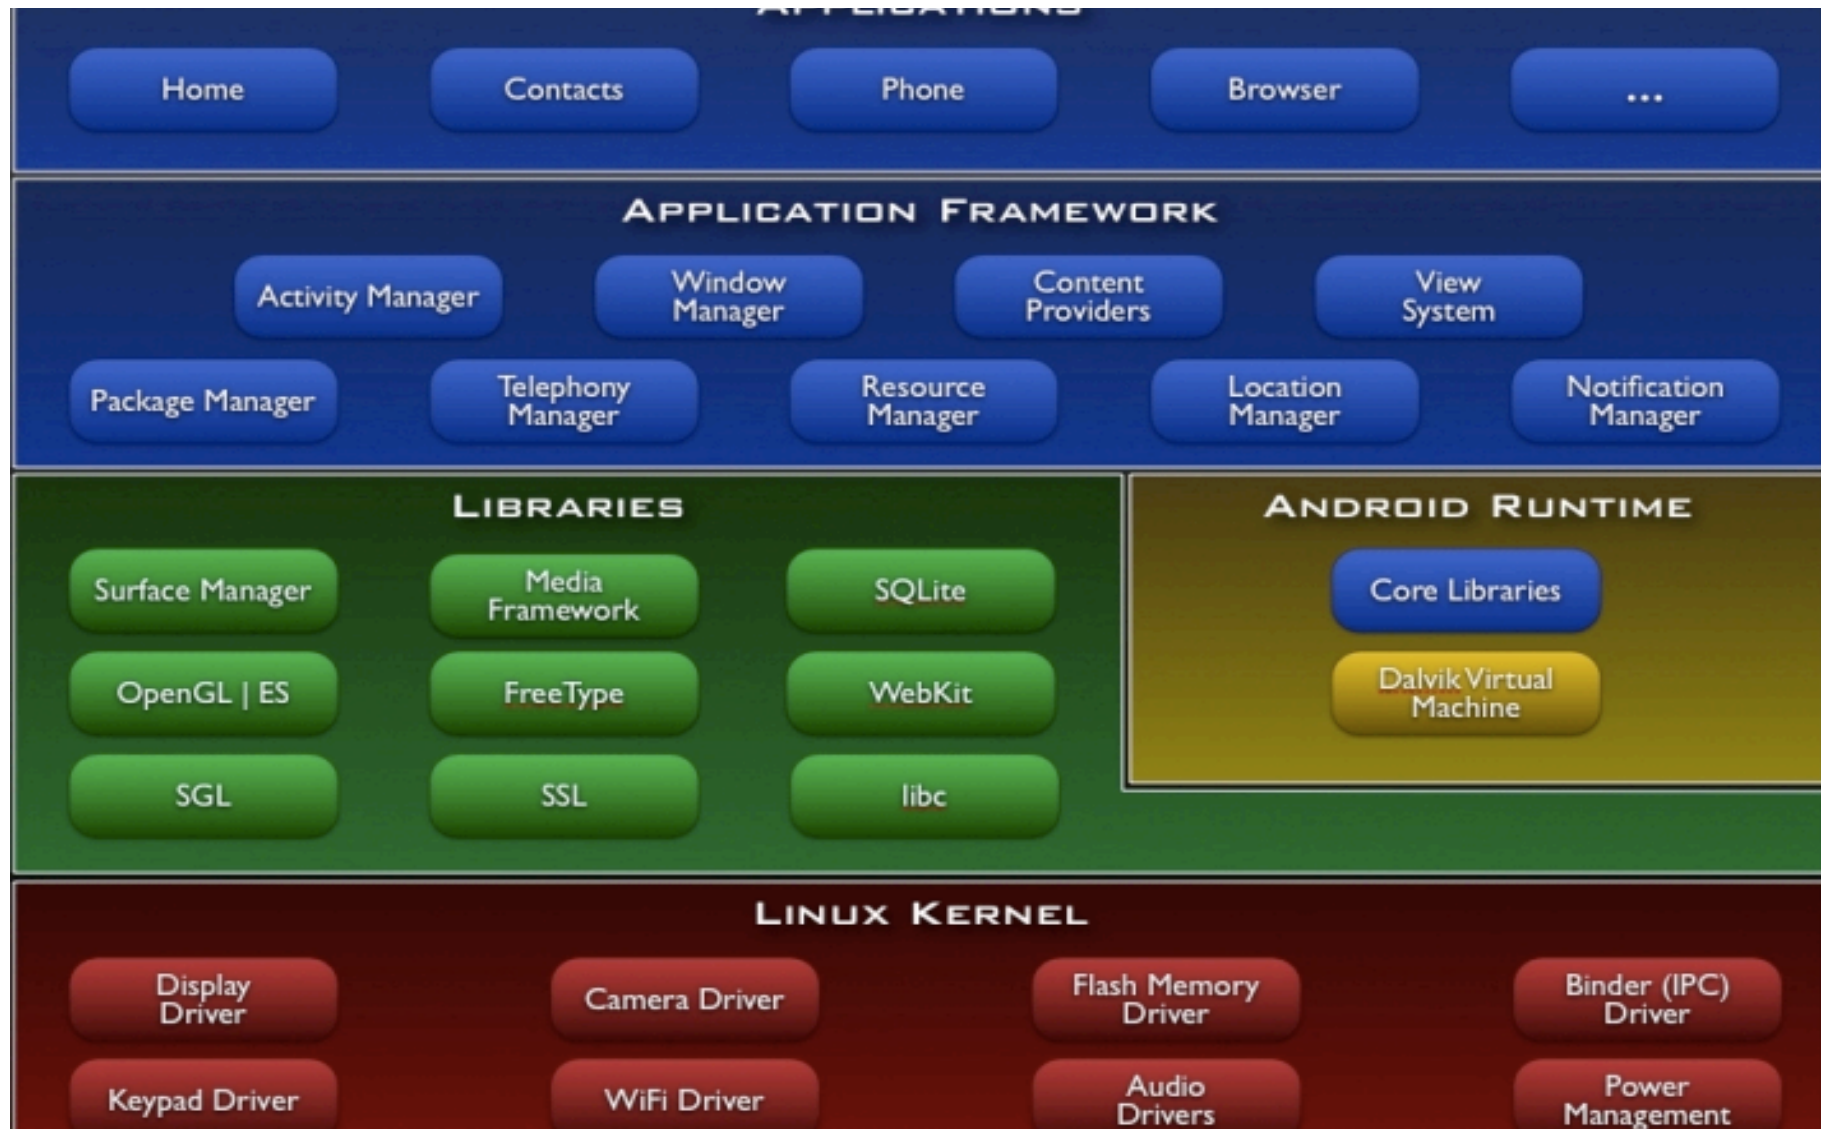 APPLICATIONS
Home
Contacts
Phone
Browser
...
APPLICATION FRAMEWORK
Activity Manager
Window
Manager
Content
Providers
View
System
Package Manager
Telephony
Manager
Resource
Manager
Location
Manager
Notification
Manager
LIBRARIES
Surface Manager
Media
Framework
SQLite
OpenGL | ES
FreeType
WebKit
SGL
SSL
libc
ANDROID RUNTIME
Core Libraries
Dalvik Virtual
Machine
LINUX KERNEL
Display
Driver
Camera Driver
Flash Memory
Driver
Binder (IPC)
Driver
Keypad Driver
WiFi Driver
Audio
Drivers
Power
Management